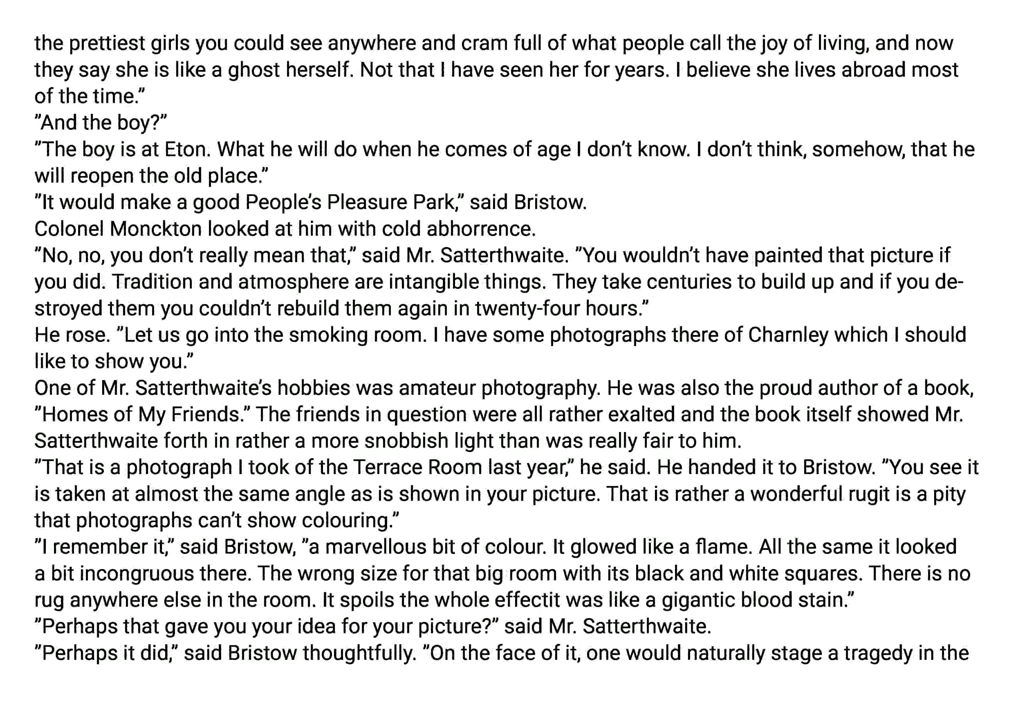 the prettiest girls you could see anywhere and cram full of what people call the joy of living, and now
they say she is like a ghost herself. Not that I have seen her for years. I believe she lives abroad most
of the time.”
”And the boy?”
”The boy is at Eton. What he will do when he comes of age I don’t know. I don’t think, somehow, that he
will reopen the old place.”
”It would make a good People’s Pleasure Park,” said Bristow.
Colonel Monckton looked at him with cold abhorrence.
”No, no, you don’t really mean that,” said Mr. Satterthwaite. ”You wouldn’t have painted that picture if
you did. Tradition and atmosphere are intangible things. They take centuries to build up and if you de-
stroyed them you couldn’t rebuild them again in twenty-four hours.”
He rose. ”Let us go into the smoking room. I have some photographs there of Charnley which I should
like to show you.”
One of Mr. Satterthwaite’s hobbies was amateur photography. He was also the proud author of a book,
”Homes of My Friends.” The friends in question were all rather exalted and the book itself showed Mr.
Satterthwaite forth in rather a more snobbish light than was really fair to him.
”That is a photograph I took of the Terrace Room last year,” he said. He handed it to Bristow. ”You see it
is taken at almost the same angle as is shown in your picture. That is rather a wonderful rugit is a pity
that photographs can’t show colouring.”
”I remember it,” said Bristow, ”a marvellous bit of colour. It glowed like a flame. All the same it looked
a bit incongruous there. The wrong size for that big room with its black and white squares. There is no
rug anywhere else in the room. It spoils the whole effectit was like a gigantic blood stain.”
”Perhaps that gave you your idea for your picture?” said Mr. Satterthwaite.
”Perhaps it did,” said Bristow thoughtfully. ”On the face of it, one would naturally stage a tragedy in the